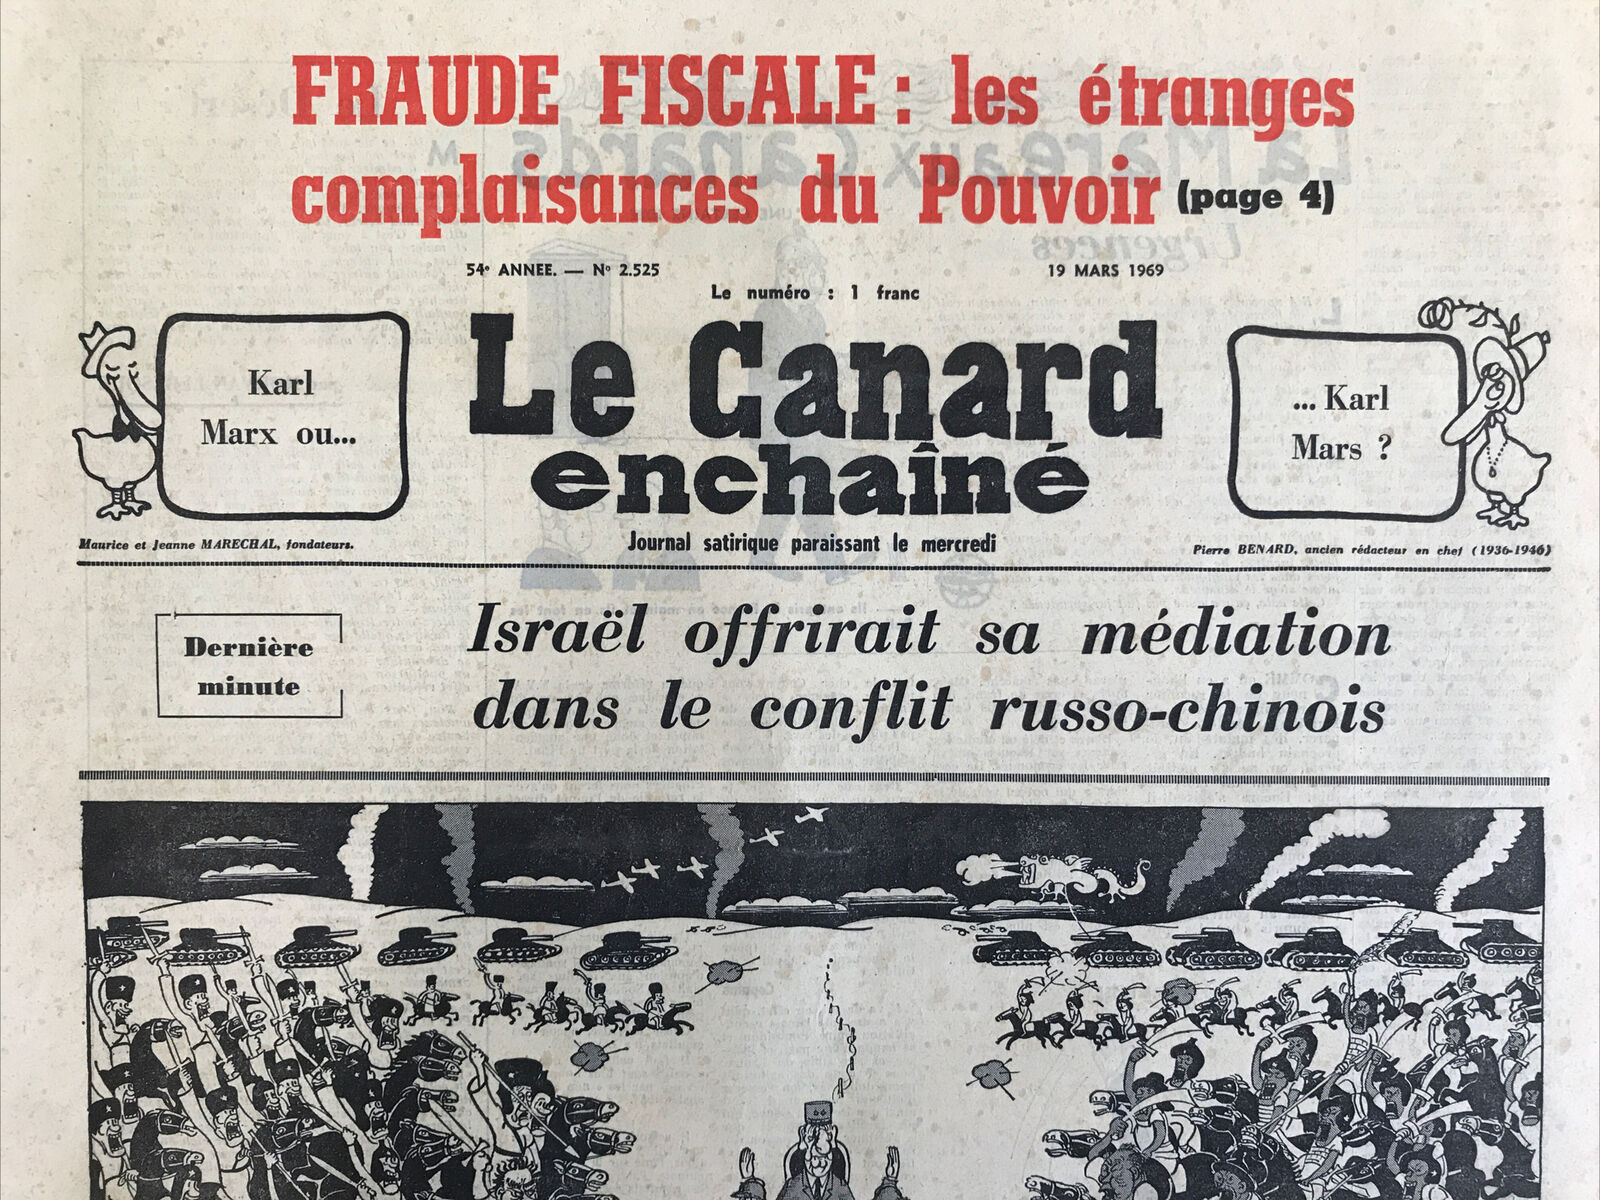 FRAUDE FISCALE : les étranges
complaisances du Pouvoir (page 4)
54e ANNEE. — No 2.525
19 MARS 1969
Le numéro : 1 franc
Karl
Marx ou...
Le Canard
enchaîné
... Karl
Mars ?
Maurice et Jeanne MARECHAL, fondateurs.
Journal satirique paraissant le mercredi
Pierre BENARD, ancien rédacteur en chef (1936-1946)
Dernière
minute
Israël offrirait sa médiation
dans le conflit russo-chinois